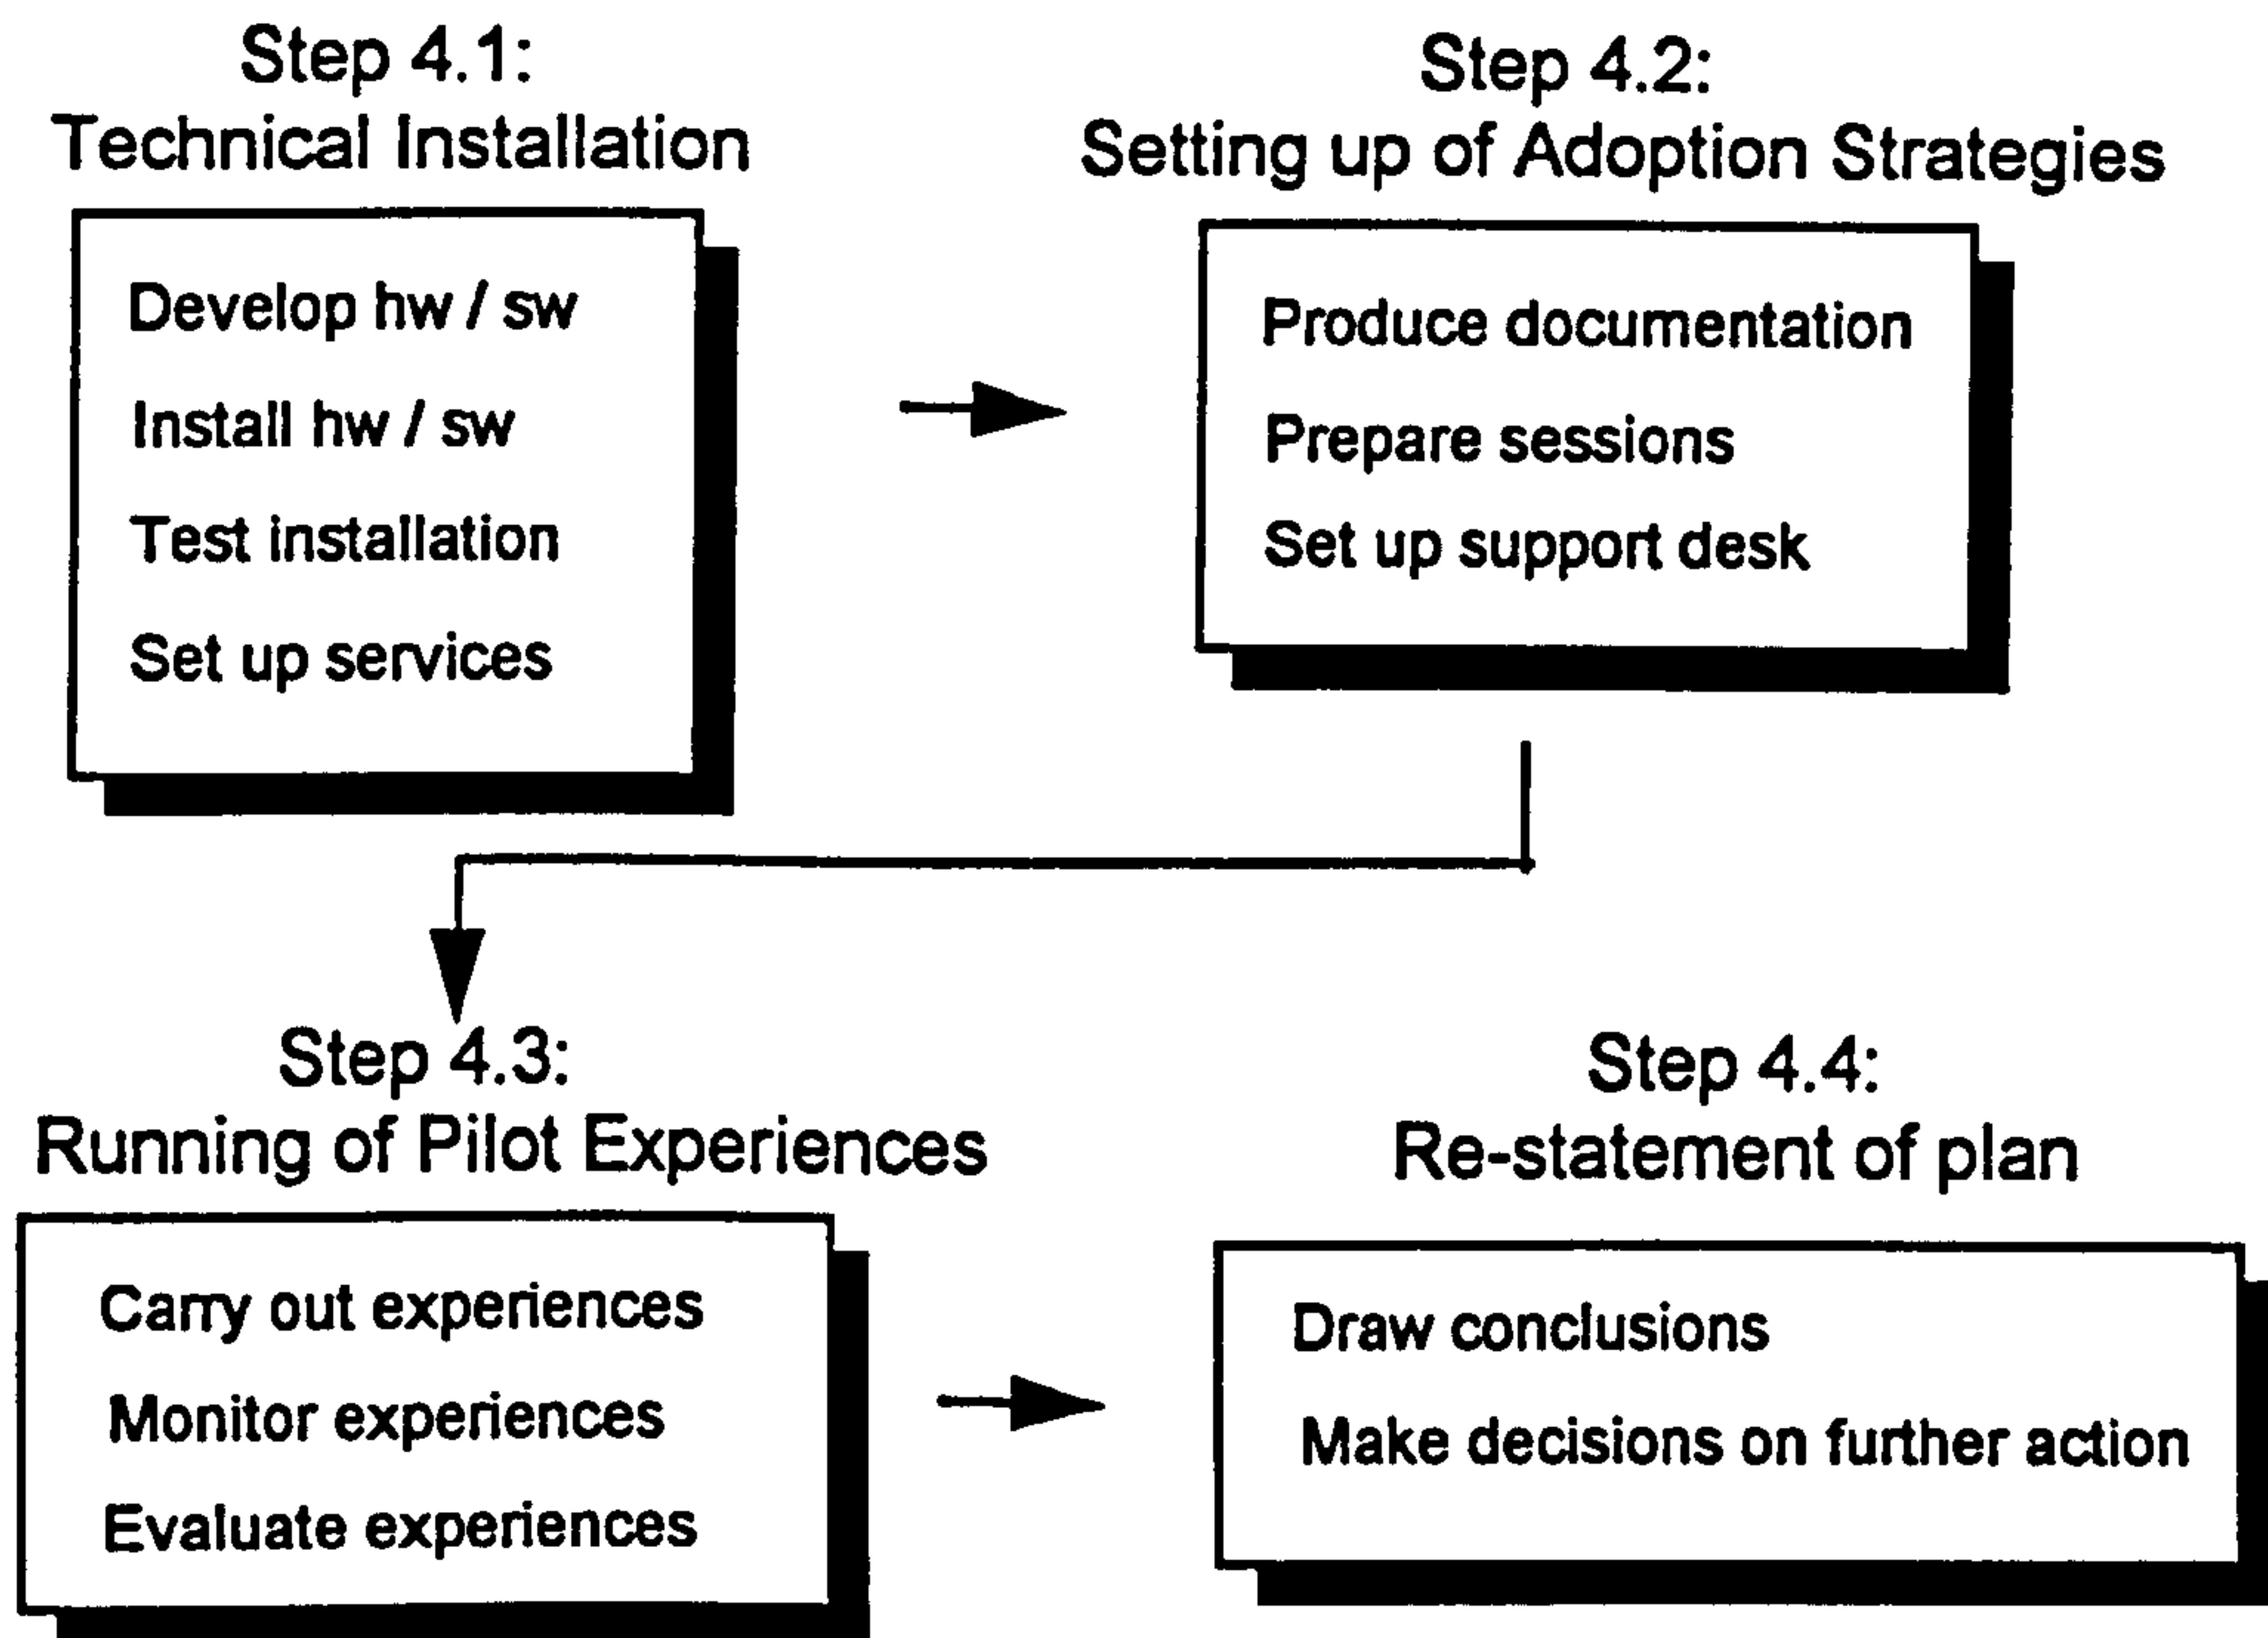 Step 4.1:
Technical Installation
Develop hw / sw
Install hw / sw
Test installation
Set up services
Step 4.2:
Setting up of Adoption Strategies
Produce documentation
Prepare sessions
Set up support desk
Step 4.3:
Running of Pilot Experiences
Carry out experiences
Monitor experiences
Evaluate experiences
Step 4.4:
Re-statement of plan
Draw conclusions
Make decisions on further action